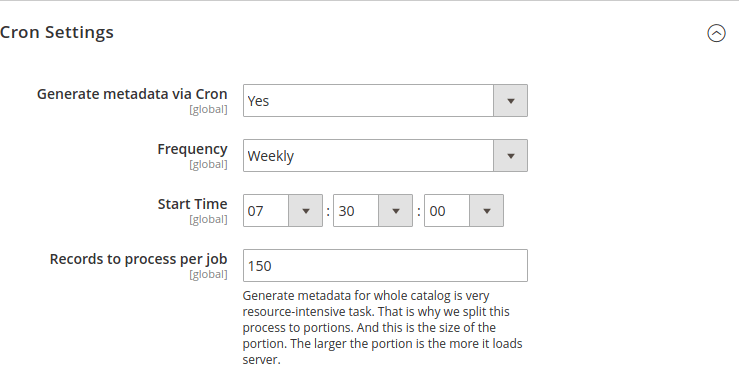 Cron Settings
Generate metadata via Cron
[global]
Yes
Frequency
[global]
Weekly
Start Time
[global]
07 : 30 : 00
Records to process per job
[global]
150
Generate metadata for whole catalog is very
resource-intensive task. That is why we split this
process to portions. And this is the size of the
portion. The larger the portion is the more it loads
server.